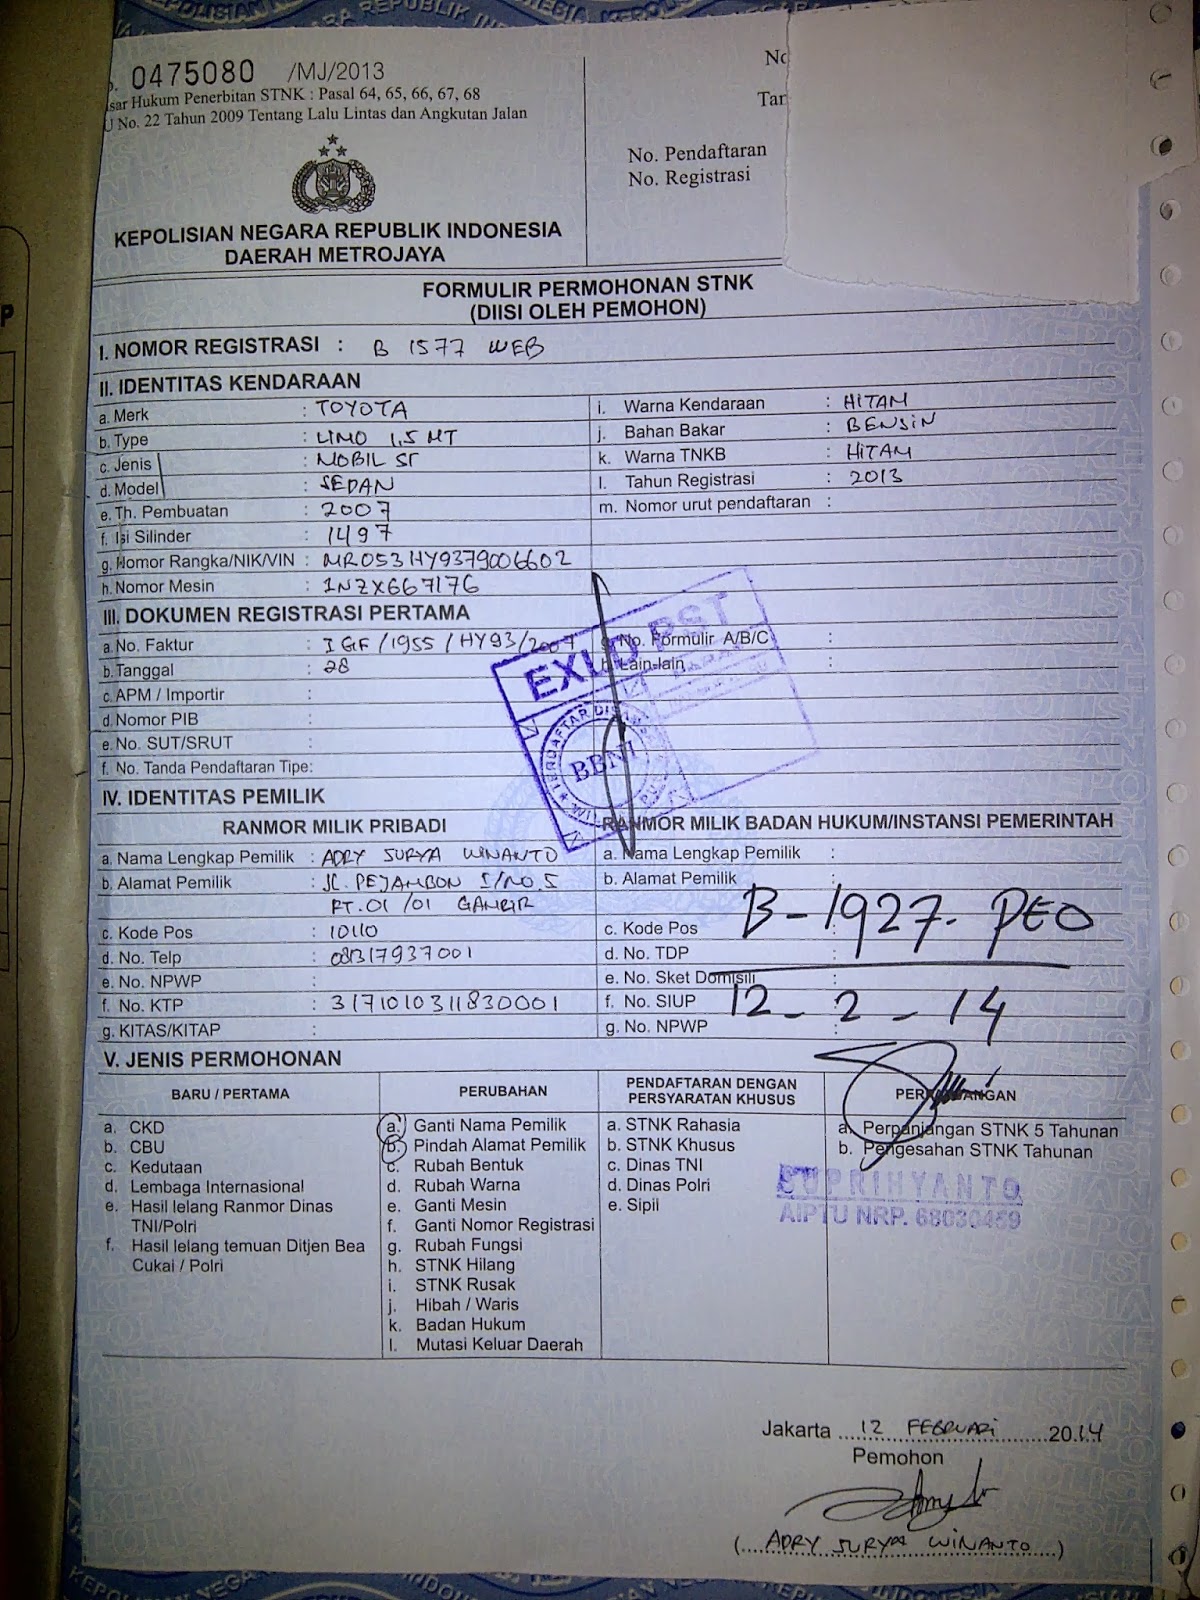 0475080 /MJ/2013
sar Hukum Penerbitan STNK : Pasal 64, 65, 66, 67, 68
U No. 22 Tahun 2009 Tentang Lalu Lintas dan Angkutan Jalan
KEPOLISIAN NEGARA REPUBLIK INDONESIA
DAERAH METROJAYA
No
Tan
No. Pendaftaran
No. Registrasi
FORMULIR PERMOHONAN STNK
(DIISI OLEH PEMOHON)
I. NOMOR REGISTRASI : B 1577 WEB
II. IDENTITAS KENDARAAN
a. Merk : TOYOTA
b. Type : LIMO 1,5 MT
c. Jenis : MOBIL ST
d. Model : SEDAN
e. Th. Pembuatan : 2007
f. Isi Silinder : 1497
g. Nomor Rangka/NIK/VIN : MR053HY9379006602
h. Nomor Mesin : 1NZX667176
i. Warna Kendaraan : HITAM
j. Bahan Bakar : BENSIN
k. Warna TNKB : HITAM
l. Tahun Registrasi : 2013
m. Nomor urut pendaftaran :
III. DOKUMEN REGISTRASI PERTAMA
a. No. Faktur : IGF/1955/HY93/2007
b. Tanggal : 28
c. APM / Importir :
d. Nomor PIB :
e. No. SUT/SRUT :
f. No. Tanda Pendaftaran Tipe:
g. No. Formulir A/B/C :
h. Lain-lain :
EXLD PST
BBNI
IV. IDENTITAS PEMILIK
RANMOR MILIK PRIBADI
a. Nama Lengkap Pemilik : ADRY SURYA WINANTO
b. Alamat Pemilik : JL. PEJAMBON I/NO.5
RT.01/01 GAMBIR
c. Kode Pos : 10110
d. No. Telp : 081317937001
e. No. NPWP :
f. No. KTP : 3171010311830001
g. KITAS/KITAP :
RANMOR MILIK BADAN HUKUM/INSTANSI PEMERINTAH
a. Nama Lengkap Pemilik :
b. Alamat Pemilik :
c. Kode Pos :
d. No. TDP :
e. No. Sket Domisili :
f. No. SIUP :
g. No. NPWP :
B-1927-PEO
12-2-14
V. JENIS PERMOHONAN
BARU / PERTAMA
a. CKD
b. CBU
c. Kedutaan
d. Lembaga Internasional
e. Hasil lelang Ranmor Dinas
TNI/Polri
f. Hasil lelang temuan Ditjen Bea
Cukai / Polri
PERUBAHAN
a. Ganti Nama Pemilik
b. Pindah Alamat Pemilik
c. Rubah Bentuk
d. Rubah Warna
e. Ganti Mesin
f. Ganti Nomor Registrasi
g. Rubah Fungsi
h. STNK Hilang
i. STNK Rusak
j. Hibah / Waris
k. Badan Hukum
l. Mutasi Keluar Daerah
PENDAFTARAN DENGAN
PERSYARATAN KHUSUS
a. STNK Rahasia
b. STNK Khusus
c. Dinas TNI
d. Dinas Polri
e. Sipil
a. Perpanjangan STNK 5 Tahunan
b. Pengesahan STNK Tahunan
SUPRIHYANTO
AIPTU NRP. 68030459
Jakarta 12 FEBRUARI 2014
Pemohon
(ADRY SURYA WINANTO)